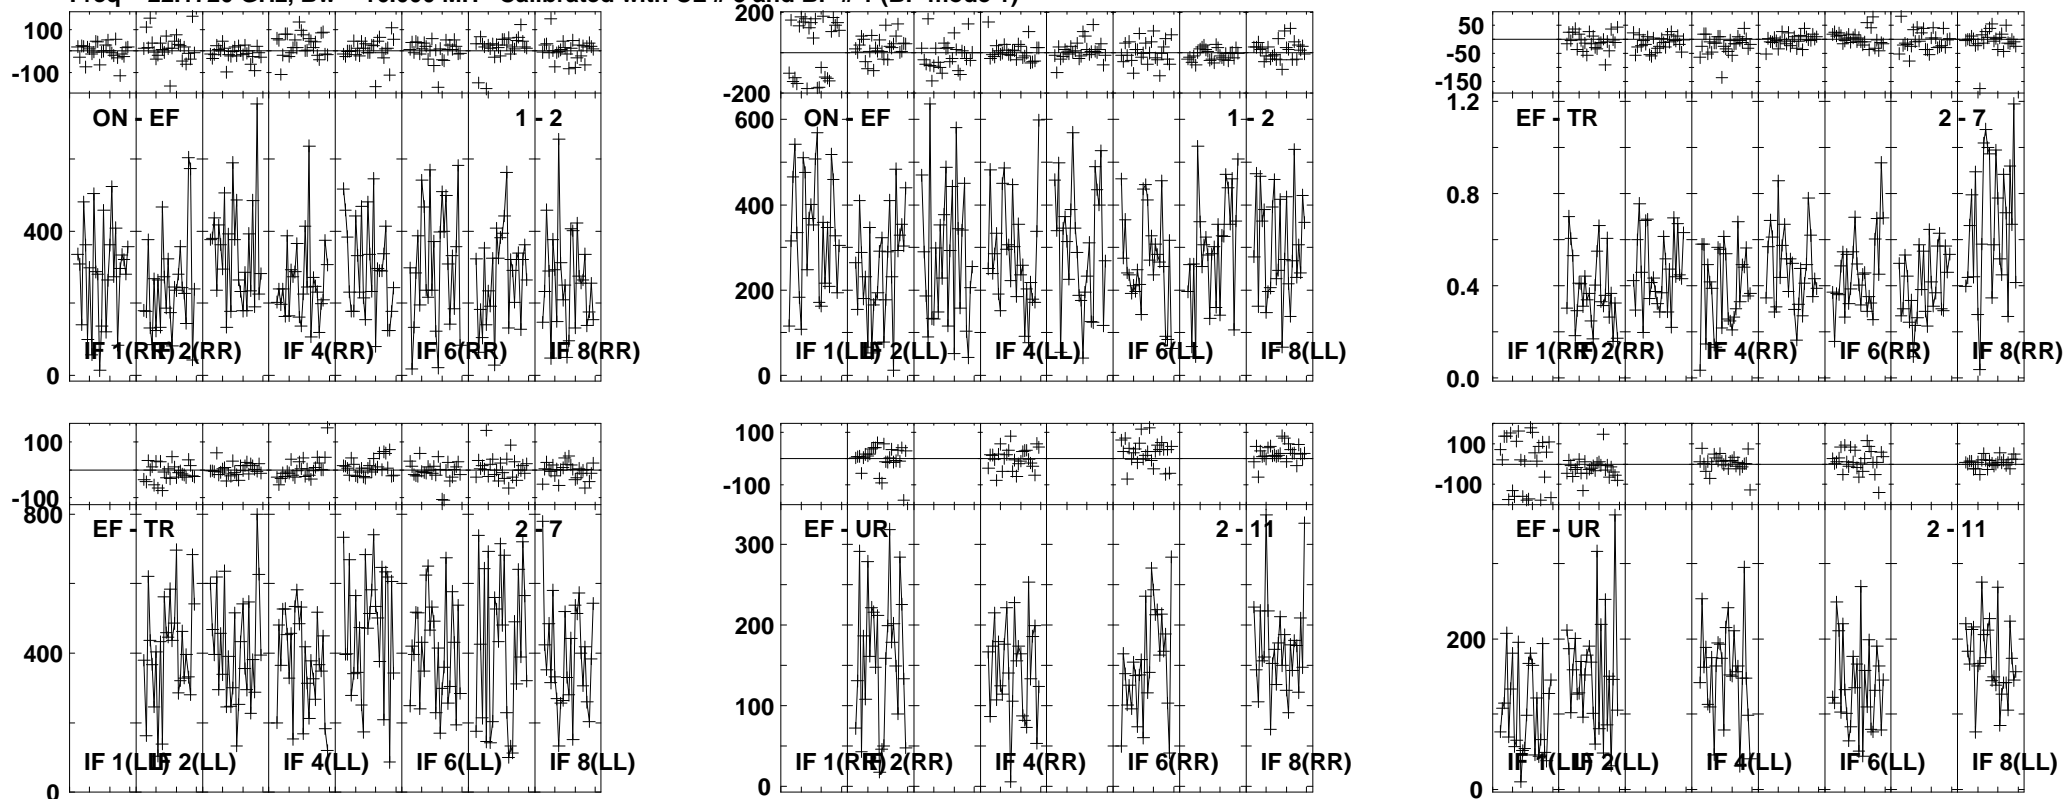 100
-100
ON - EF
1 - 2
400
0
IF 1(RR)
IF 2(RR)
IF 4(RR)
IF 6(RR)
IF 8(RR)
200
-200
ON - EF
1 - 2
600
400
200
0
IF 1(LL)
IF 2(LL)
IF 4(LL)
IF 6(LL)
IF 8(LL)
50
-50
-150
EF - TR
2 - 7
1.2
0.8
0.4
0.0
IF 1(RR)
IF 2(RR)
IF 4(RR)
IF 6(RR)
IF 8(RR)
100
-100
EF - TR
2 - 7
800
400
0
IF 1(LL)
IF 2(LL)
IF 4(LL)
IF 6(LL)
IF 8(LL)
100
-100
EF - UR
2 - 11
300
200
100
0
IF 1(RR)
IF 2(RR)
IF 4(RR)
IF 6(RR)
IF 8(RR)
100
-100
EF - UR
2 - 11
200
0
IF 1(LL)
IF 2(LL)
IF 4(LL)
IF 6(LL)
IF 8(LL)